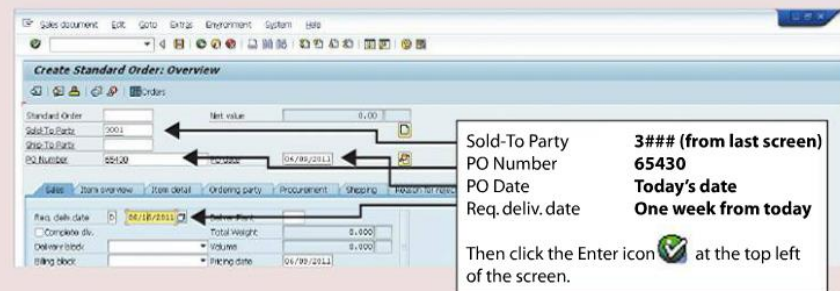 Sales document Edit Goto Extras Environment System Help
Create Standard Order: Overview
Orders
Standard Order Net value 0.00
Sold-To Party 3001
Ship-To Party
PO Number 65430 PO date 06/09/2011
Sales Item overview Item detail Ordering party Procurement Shipping Reason for rejec
Req. deliv.date D 06/16/2011 Deliver.Plant
Complete dlv. Total Weight 0.000
Delivery block Volume 0.000
Billing block Pricing date 06/09/2011
Sold-To Party 3### (from last screen)
PO Number 65430
PO Date Today's date
Req. deliv. date One week from today
Then click the Enter icon at the top left
of the screen.